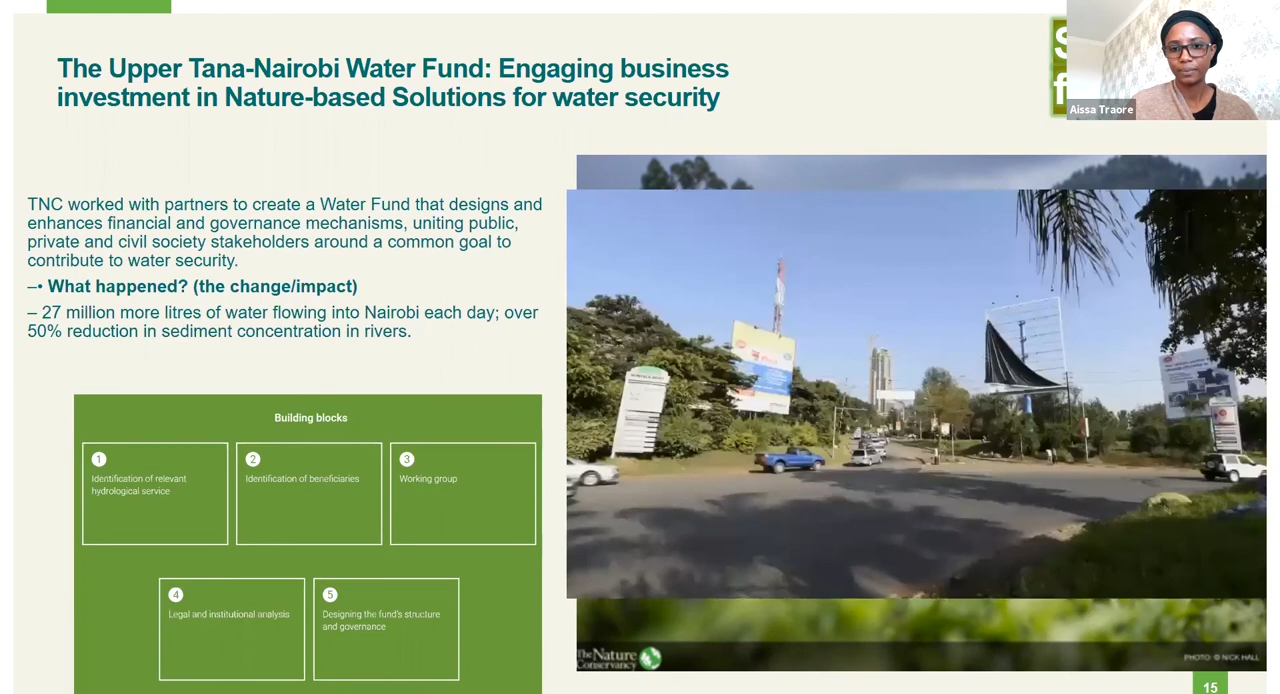 The Upper Tana-Nairobi Water Fund: Engaging business
investment in Nature-based Solutions for water security
Aissa Traore
TNC worked with partners to create a Water Fund that designs and
enhances financial and governance mechanisms, uniting public,
private and civil society stakeholders around a common goal to
contribute to water security.
–• What happened? (the change/impact)
– 27 million more litres of water flowing into Nairobi each day; over
50% reduction in sediment concentration in rivers.
Building blocks
1
Identification of relevant
hydrological service
2
Identification of beneficiaries
3
Working group
4
Legal and institutional analysis
5
Designing the fund's structure
and governance
The Nature
Conservancy
PHOTO: © NICK HALL
15